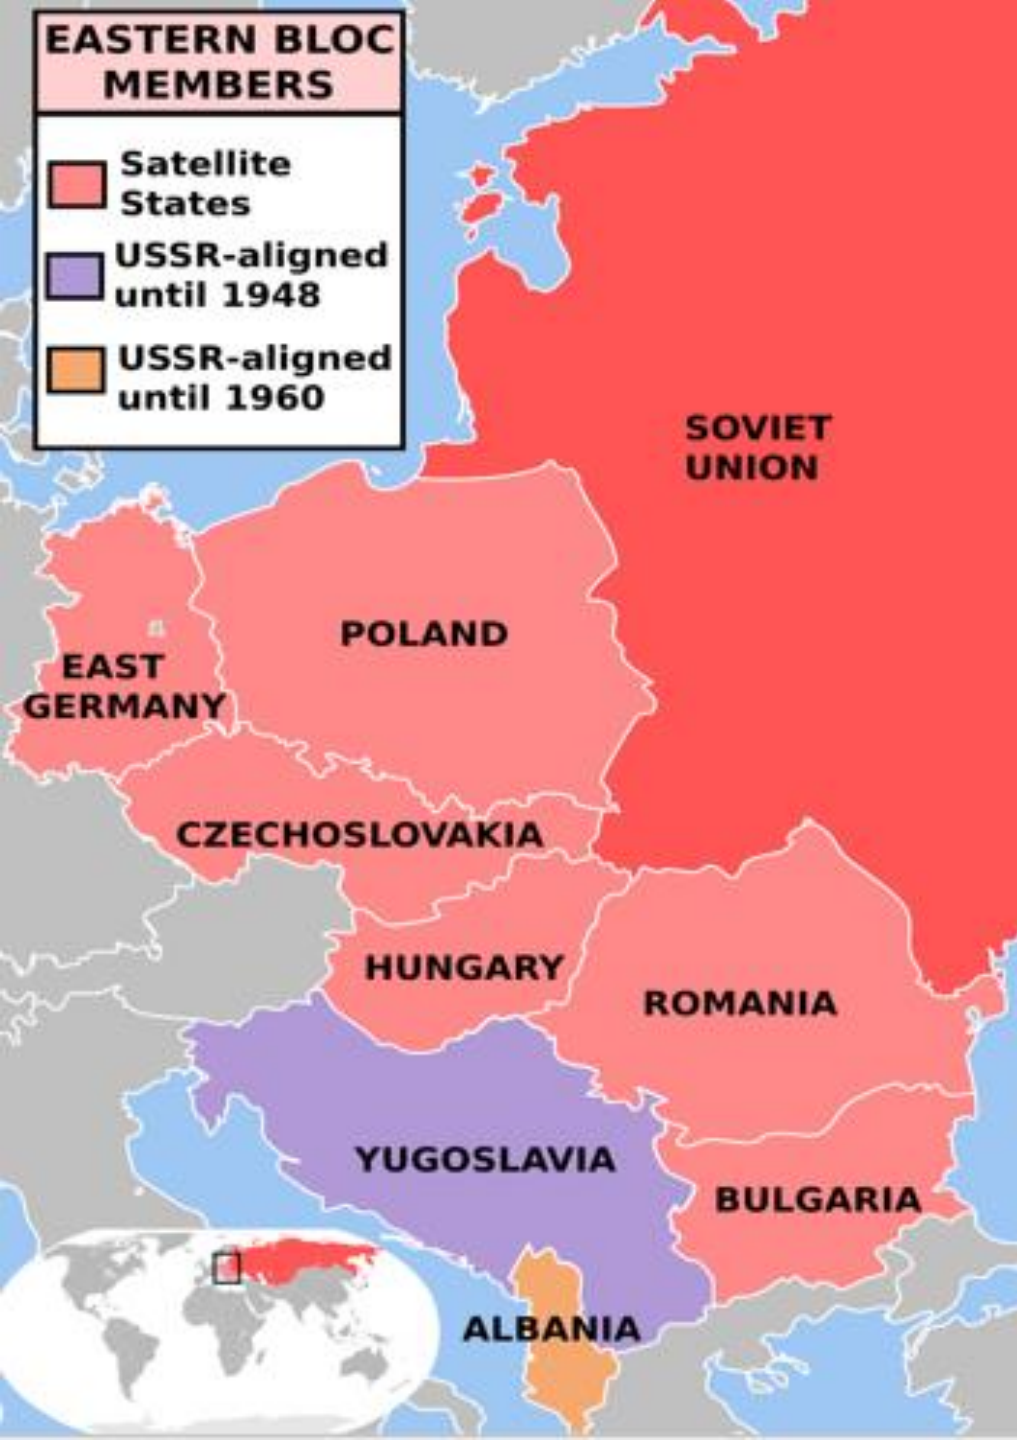 EASTERN BLOC
MEMBERS
Satellite
States
USSR-aligned
until 1948
USSR-aligned
until 1960
SOVIET
UNION
POLAND
EAST
GERMANY
CZECHOSLOVAKIA
HUNGARY
ROMANIA
YUGOSLAVIA
BULGARIA
ALBANIA